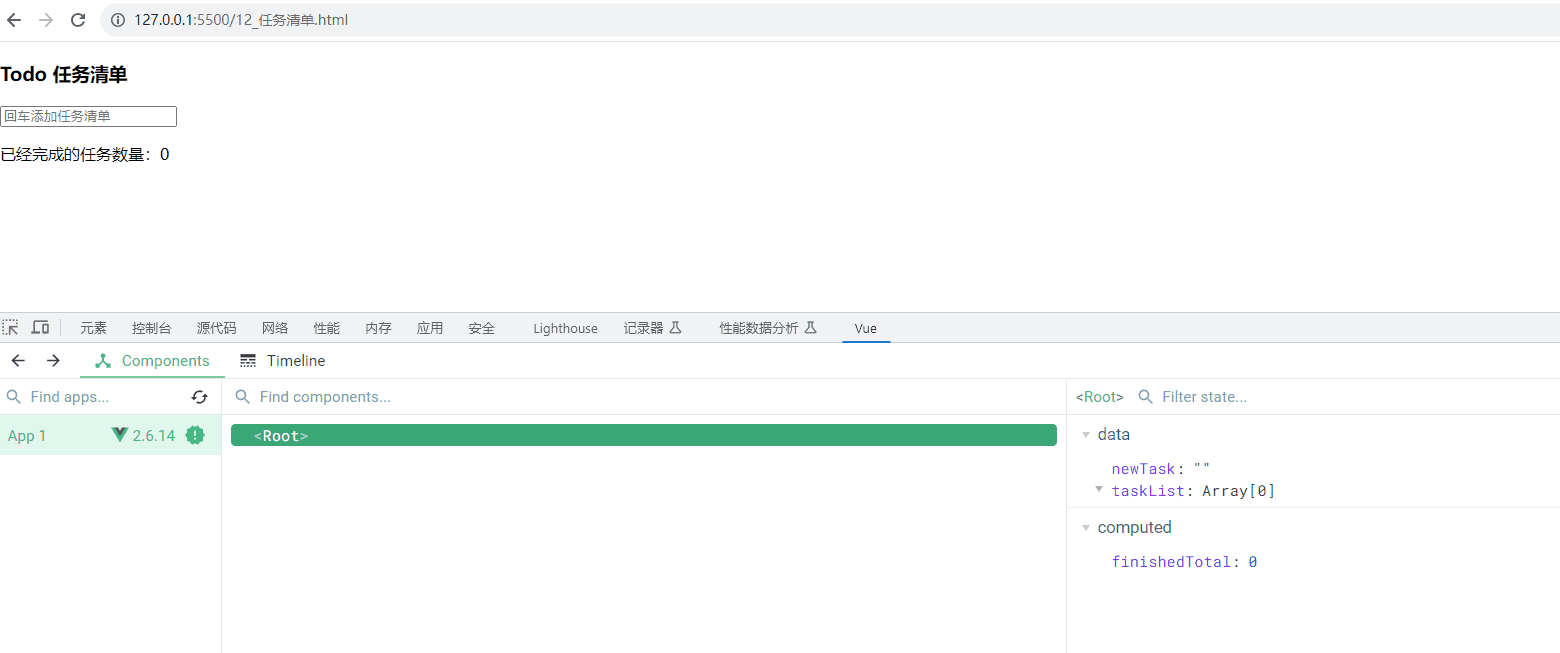 127.0.0.1:5500/12_任务清单.html
Todo 任务清单
回车添加任务清单
已经完成的任务数量：0
元素 控制台 源代码 网络 性能 内存 应用 安全 Lighthouse 记录器 性能数据分析 Vue
Components Timeline
Find apps... Find components... <Root> Filter state...
App 1 2.6.14 <Root>
data
newTask: ""
taskList: Array[0]
computed
finishedTotal: 0